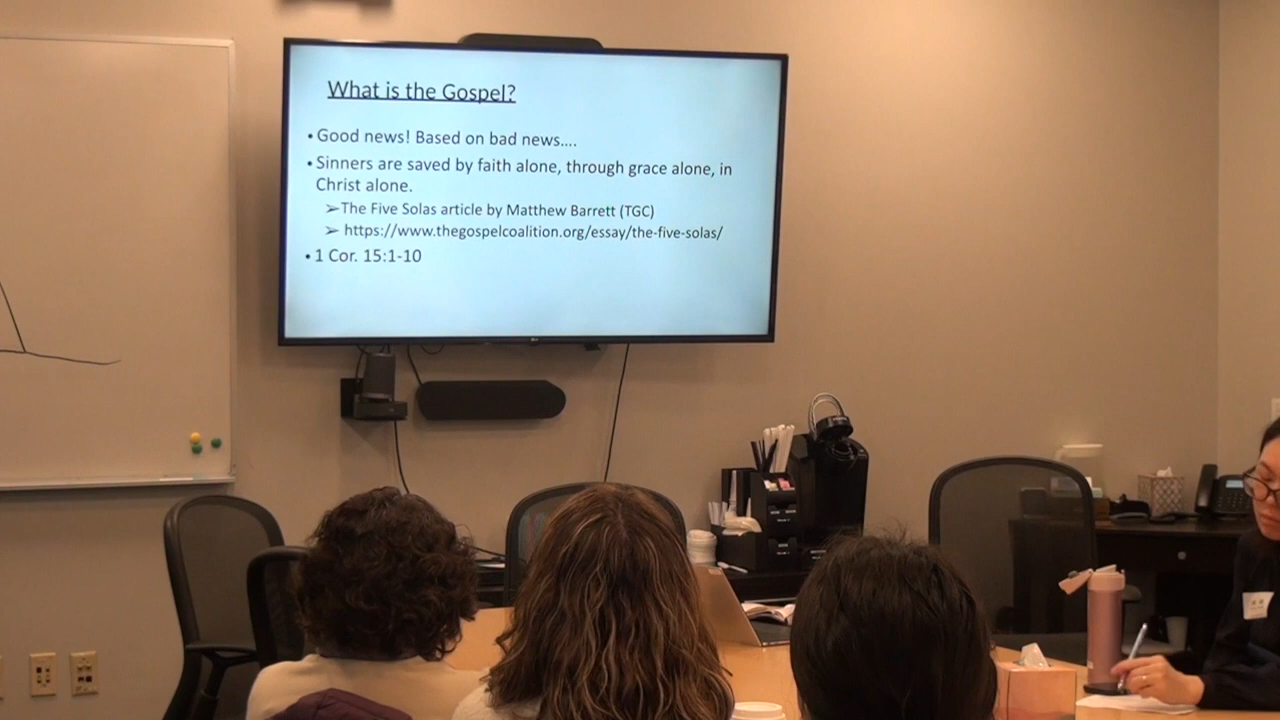 What is the Gospel?
• Good news! Based on bad news....
• Sinners are saved by faith alone, through grace alone, in
Christ alone.
➢The Five Solas article by Matthew Barrett (TGC)
➢ https://www.thegospelcoalition.org/essay/the-five-solas/
• 1 Cor. 15:1-10